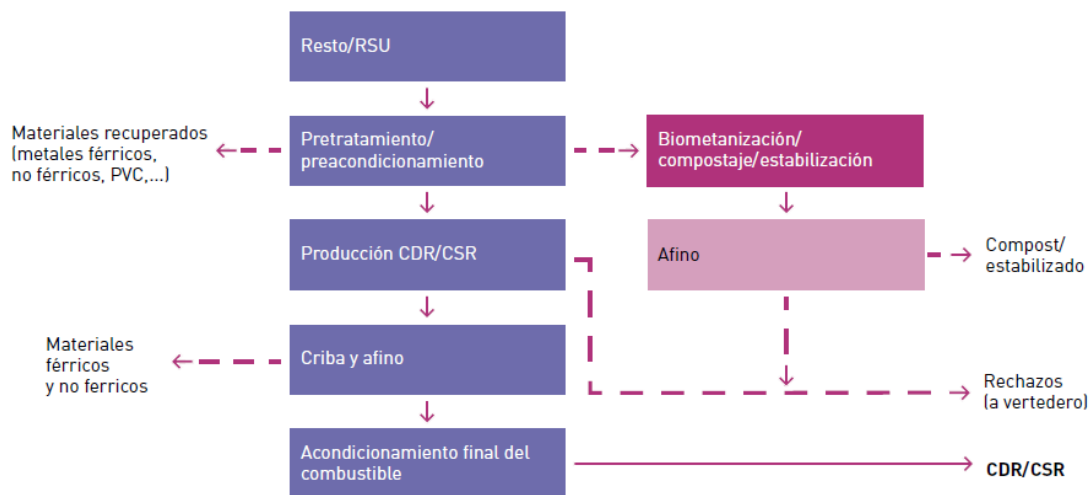 Resto/RSU
Materiales recuperados
(metales férricos,
no férricos, PVC,...)
Pretratamiento/
preacondicionamiento
Biometanización/
compostaje/estabilización
Producción CDR/CSR
Afino
Compost/
estabilizado
Materiales
férricos
y no ferricos
Criba y afino
Rechazos
(a vertedero)
Acondicionamiento final del
combustible
CDR/CSR